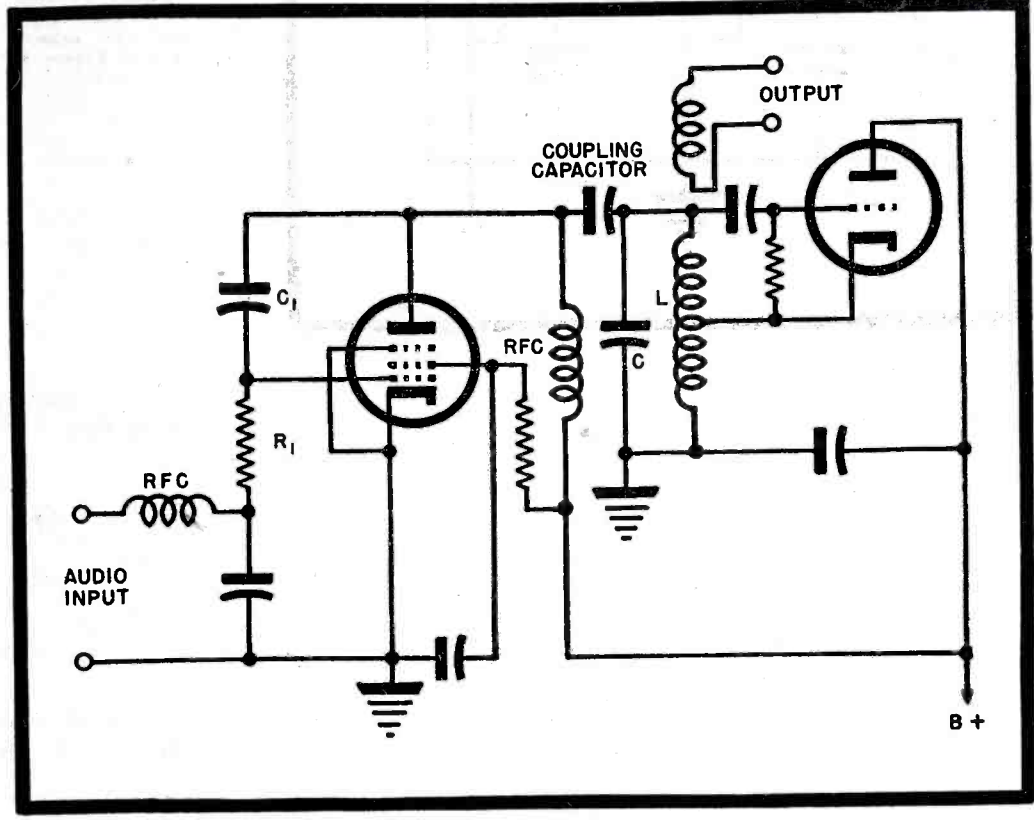 OUTPUT
COUPLING
CAPACITOR
C₁
L
RFC
C
R₁
RFC
AUDIO
INPUT
B +